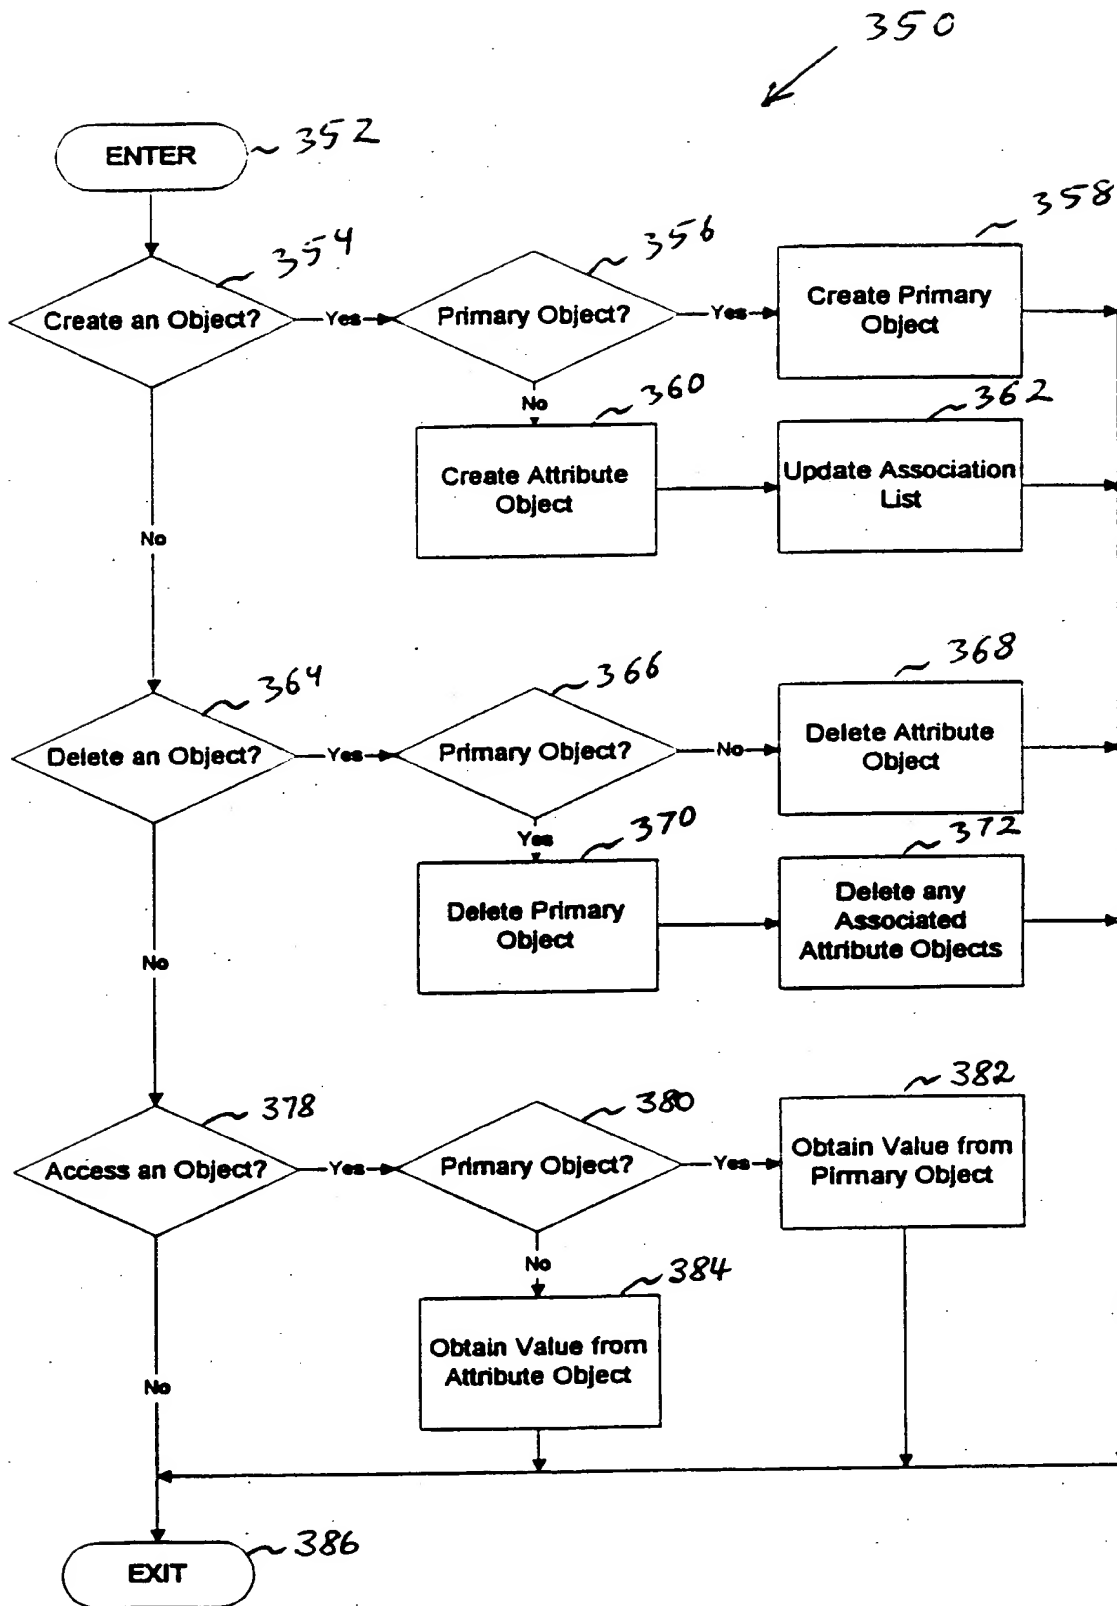 350
ENTER
352
354
Create an Object?
Yes
356
Primary Object?
Yes
358
Create Primary
Object
No
No
360
Create Attribute
Object
362
Update Association
List
364
Delete an Object?
Yes
366
Primary Object?
No
368
Delete Attribute
Object
No
Yes
370
Delete Primary
Object
372
Delete any
Associated
Attribute Objects
378
Access an Object?
Yes
380
Primary Object?
Yes
382
Obtain Value from
Pirmary Object
No
No
384
Obtain Value from
Attribute Object
EXIT
386